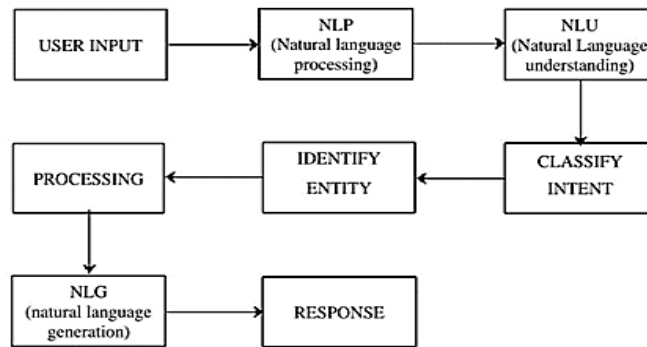 USER INPUT
NLP
(Natural language
processing)
NLU
(Natural Language
understanding)
CLASSIFY
INTENT
IDENTIFY
ENTITY
PROCESSING
NLG
(natural language
generation)
RESPONSE